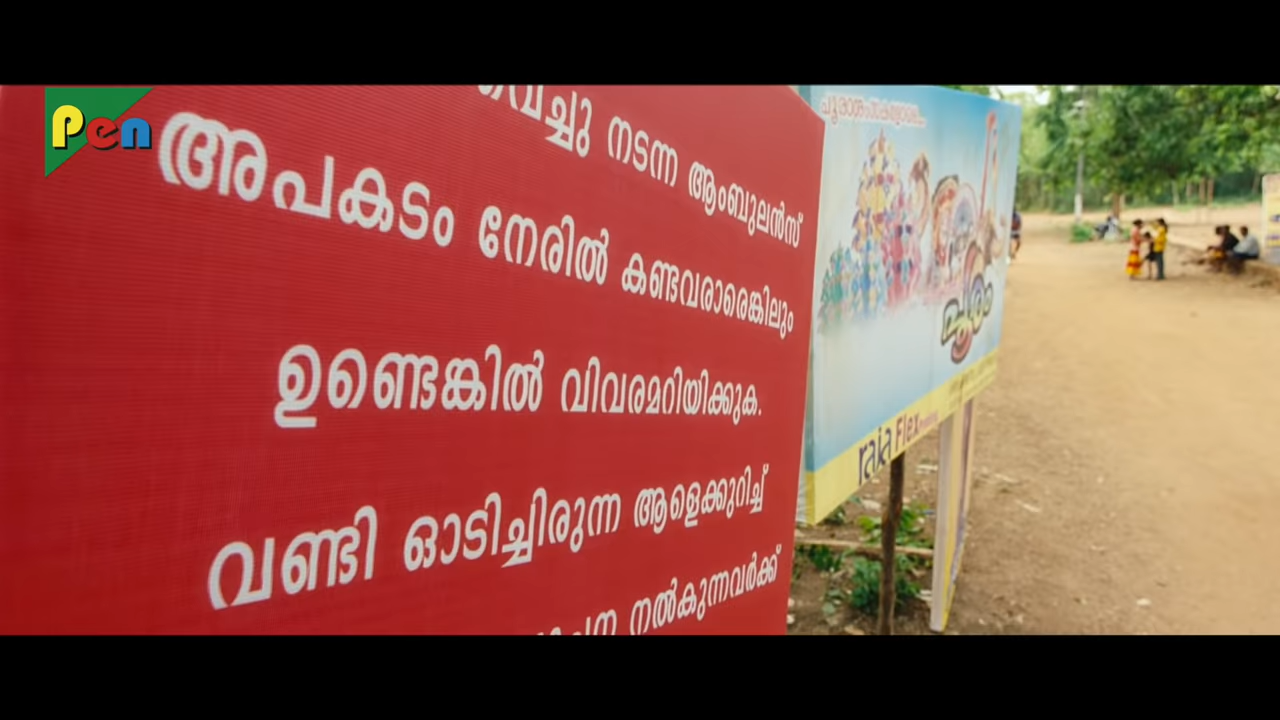 Pen
വെച്ചു നടന്ന ആംബുലൻസ്
അപകടം നേരിൽ കണ്ടവരാരെങ്കിലും
ഉണ്ടെങ്കിൽ വിവരമറിയിക്കുക.
വണ്ടി ഓടിച്ചിരുന്ന ആളെക്കുറിച്ച്
നൽകുന്നവർക്ക്
പൂരം
raja Flex